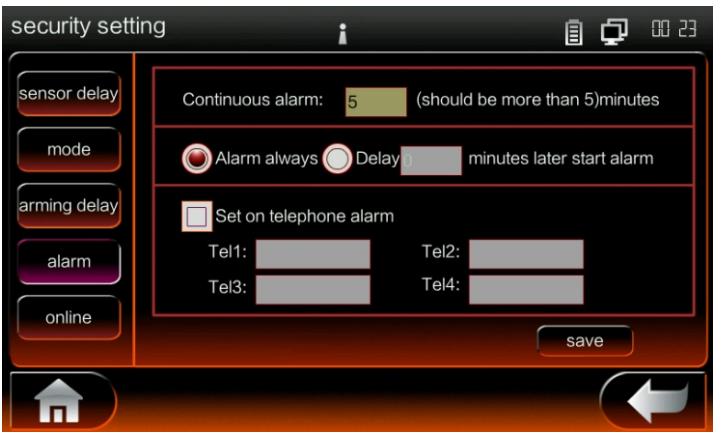 security setting
00 23
sensor delay
mode
arming delay
alarm
online
Continuous alarm: 5 (should be more than 5)minutes
Alarm always Delay 0 minutes later start alarm
Set on telephone alarm
Tel1: Tel2:
Tel3: Tel4:
save